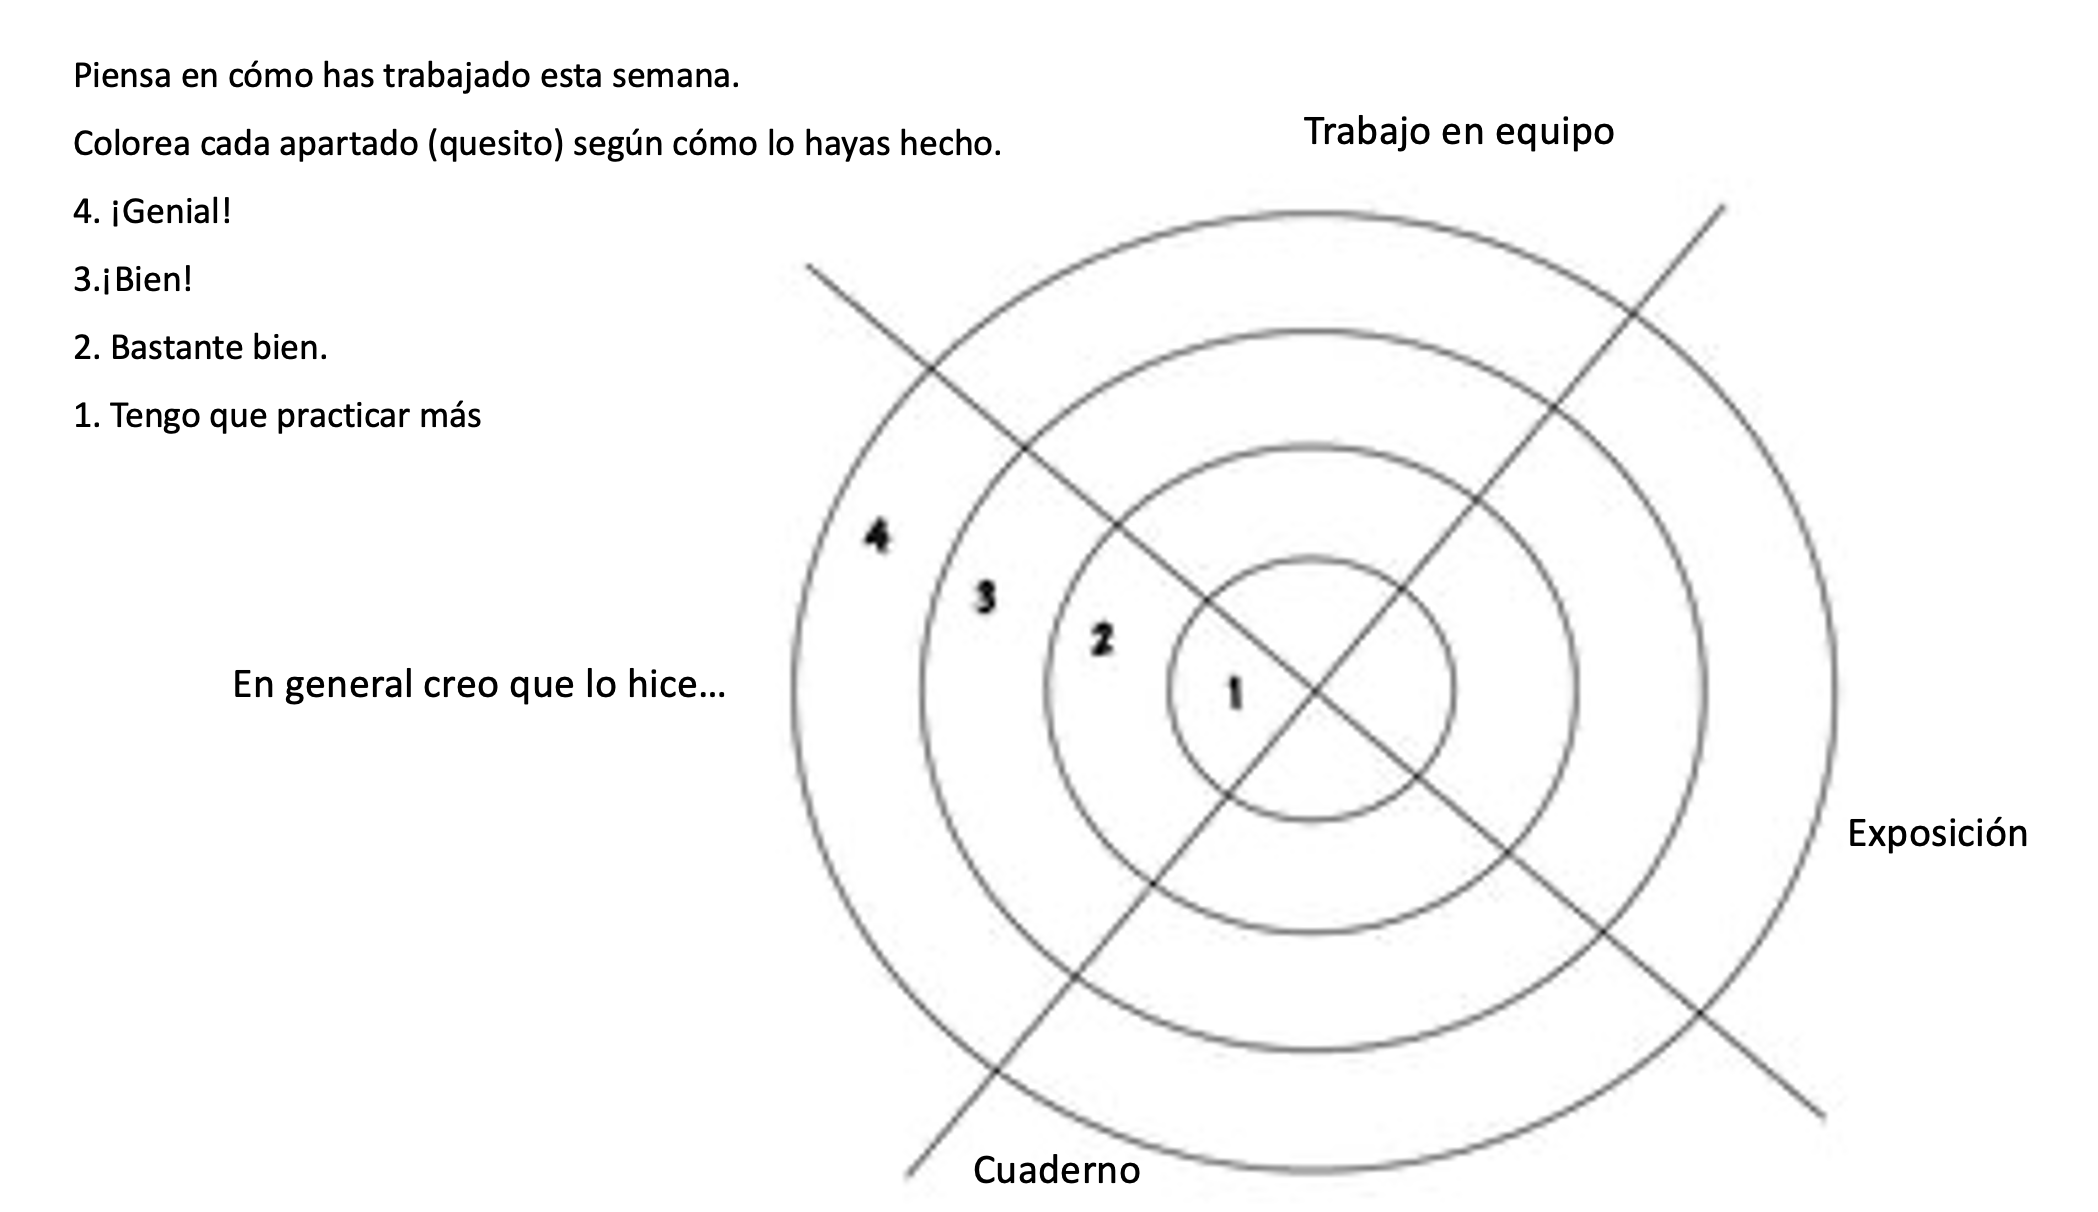 Piensa en cómo has trabajado esta semana.
Colorea cada apartado (quesito) según cómo lo hayas hecho.
4. ¡Genial!
3.¡Bien!
2. Bastante bien.
1. Tengo que practicar más
Trabajo en equipo
4
3
2
1
En general creo que lo hice...
Exposición
Cuaderno